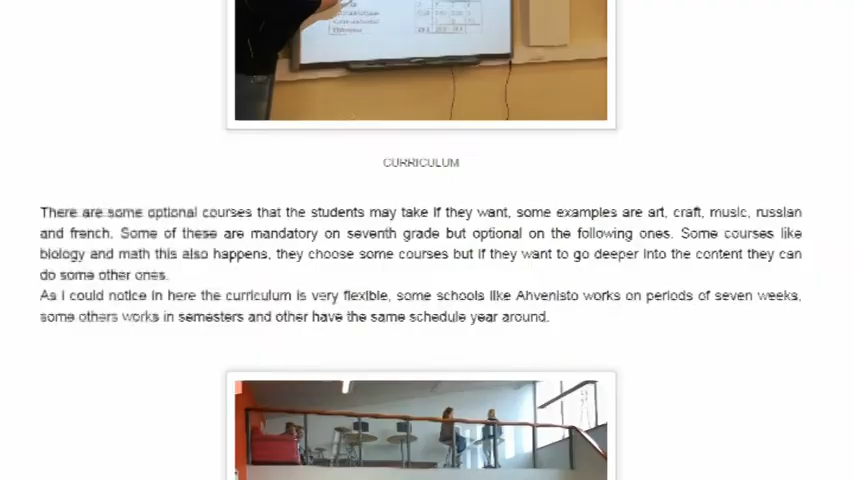 CURRICULUM
There are some optional courses that the students may take if they want, some examples are art, craft, music, russian
and french. Some of these are mandatory on seventh grade but optional on the following ones. Some courses like
biology and math this also happens, they choose some courses but if they want to go deeper into the content they can
do some other ones.
As I could notice in here the curriculum is very flexible, some schools like Ahvenisto works on periods of seven weeks,
some others works in semesters and other have the same schedule year around.